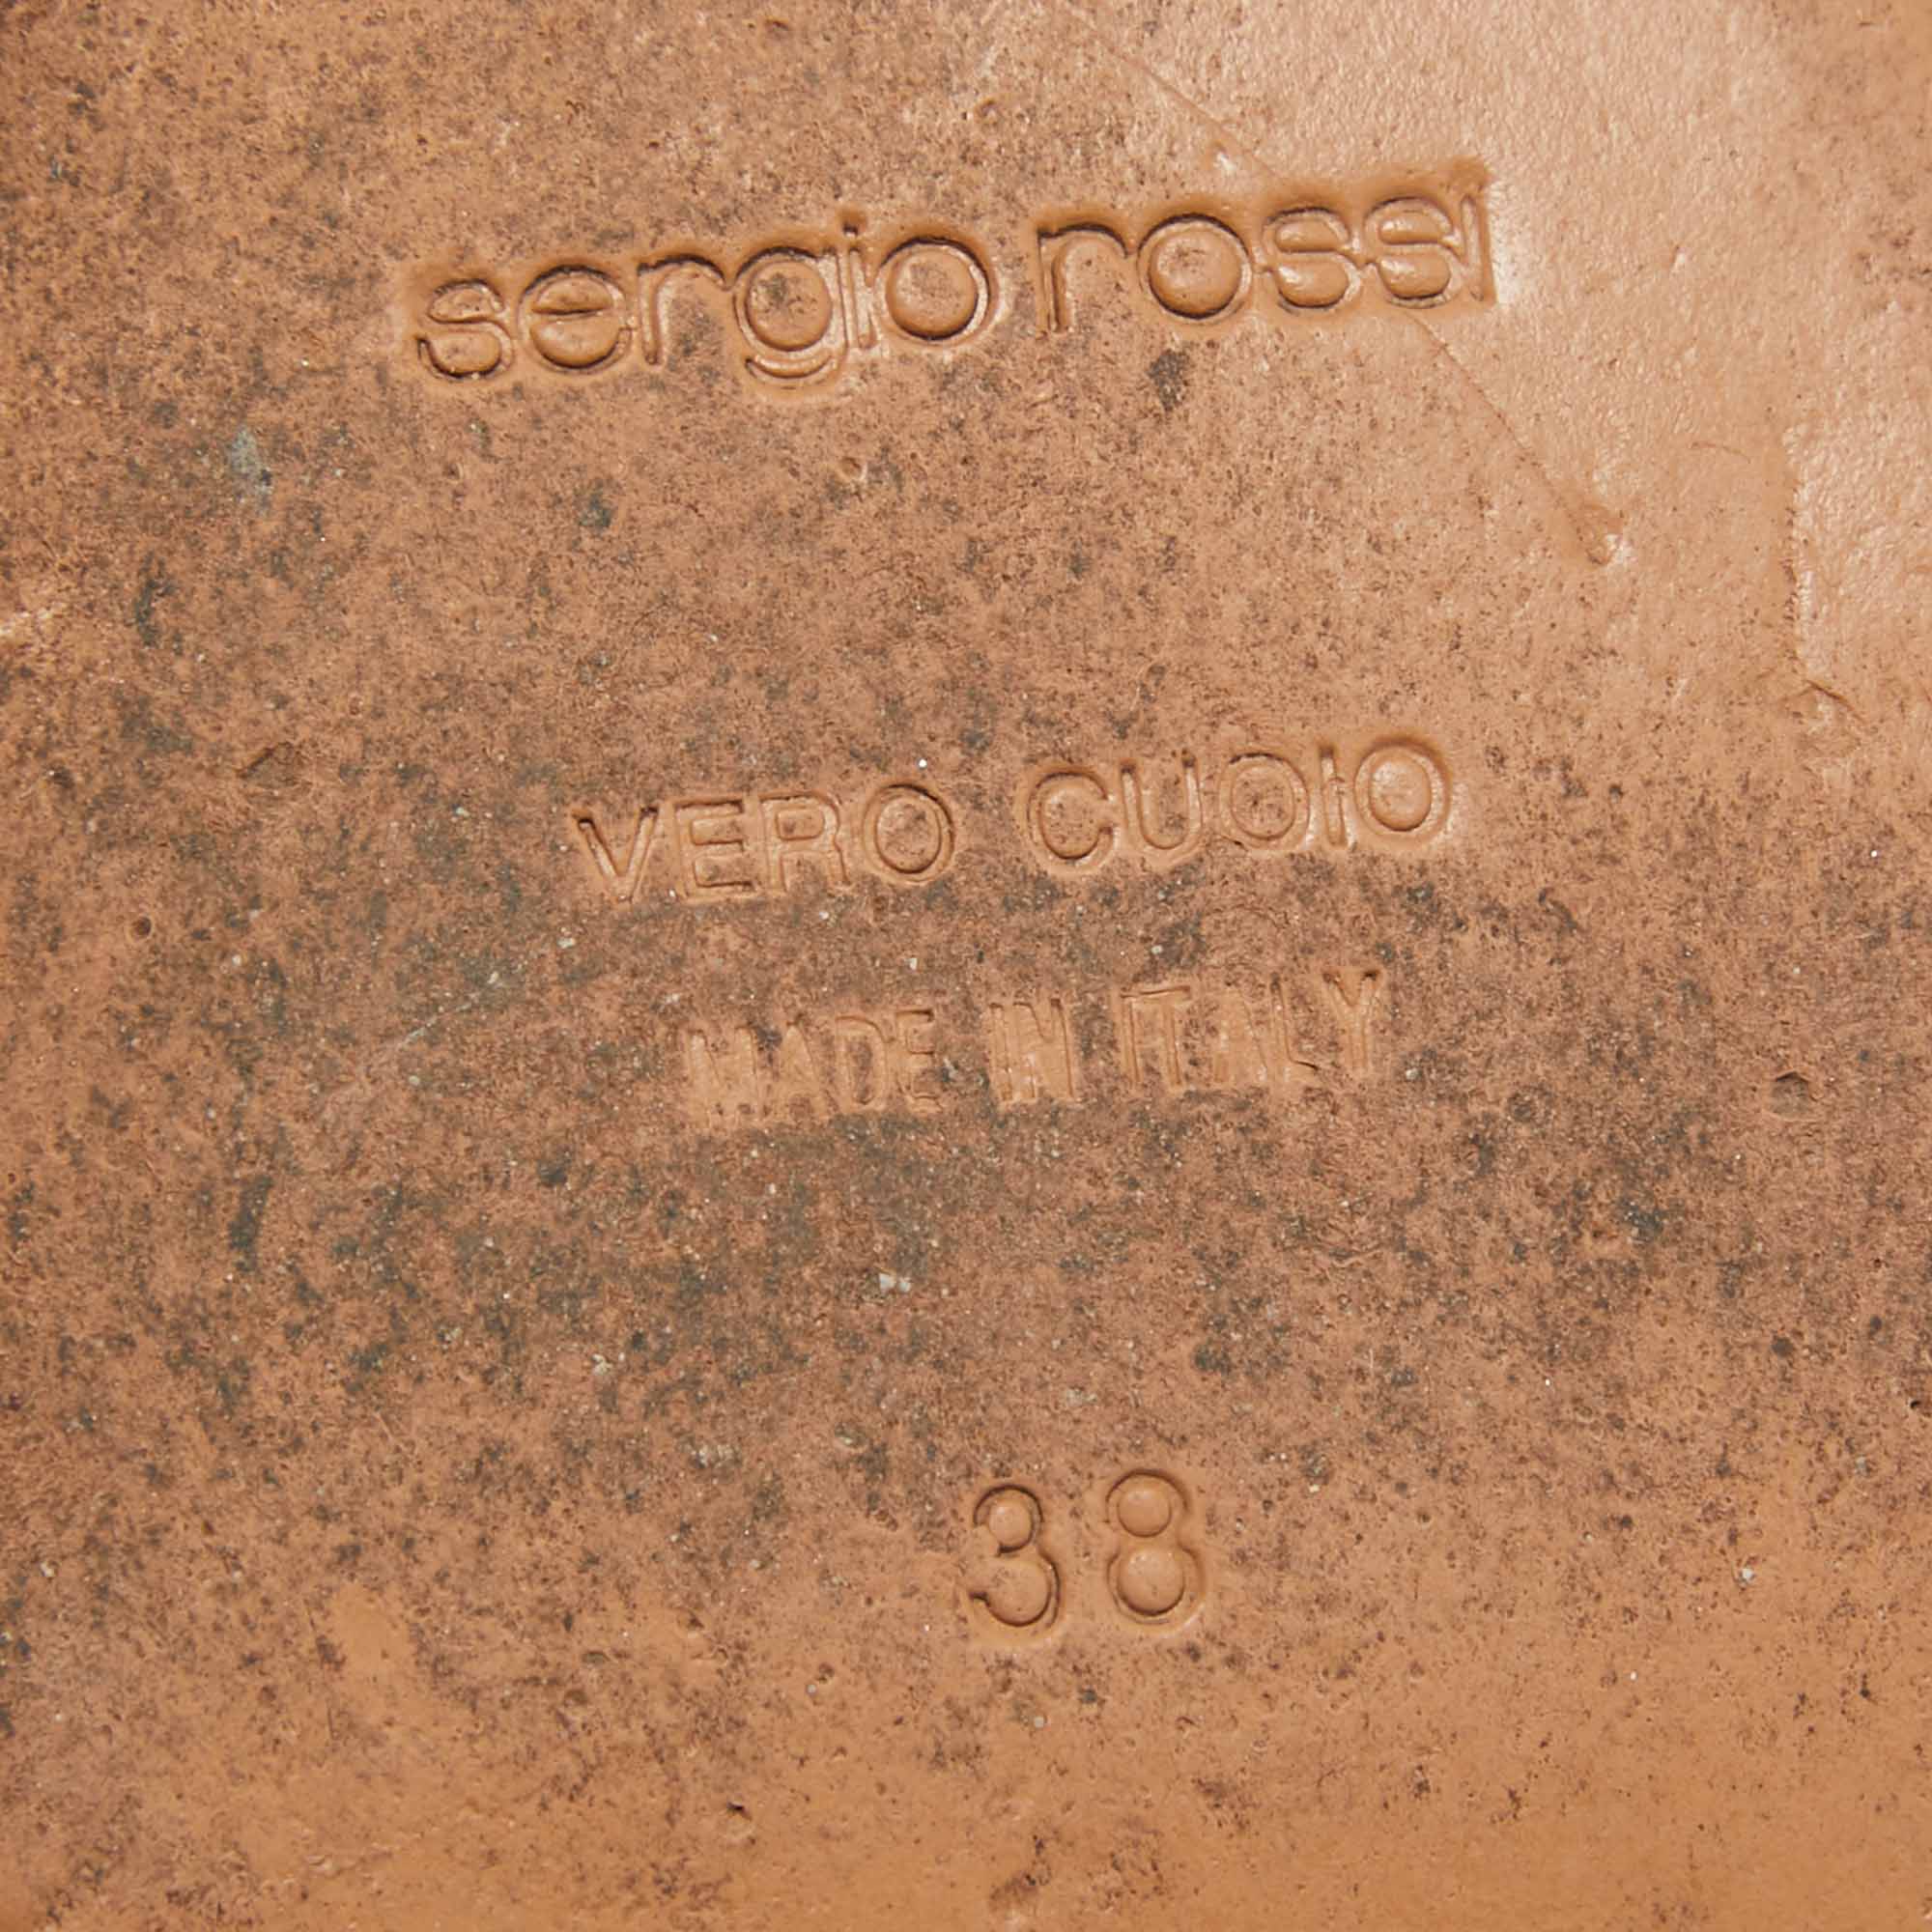 sergio rossi
VERO CUOIO
MADE IN ITALY
38